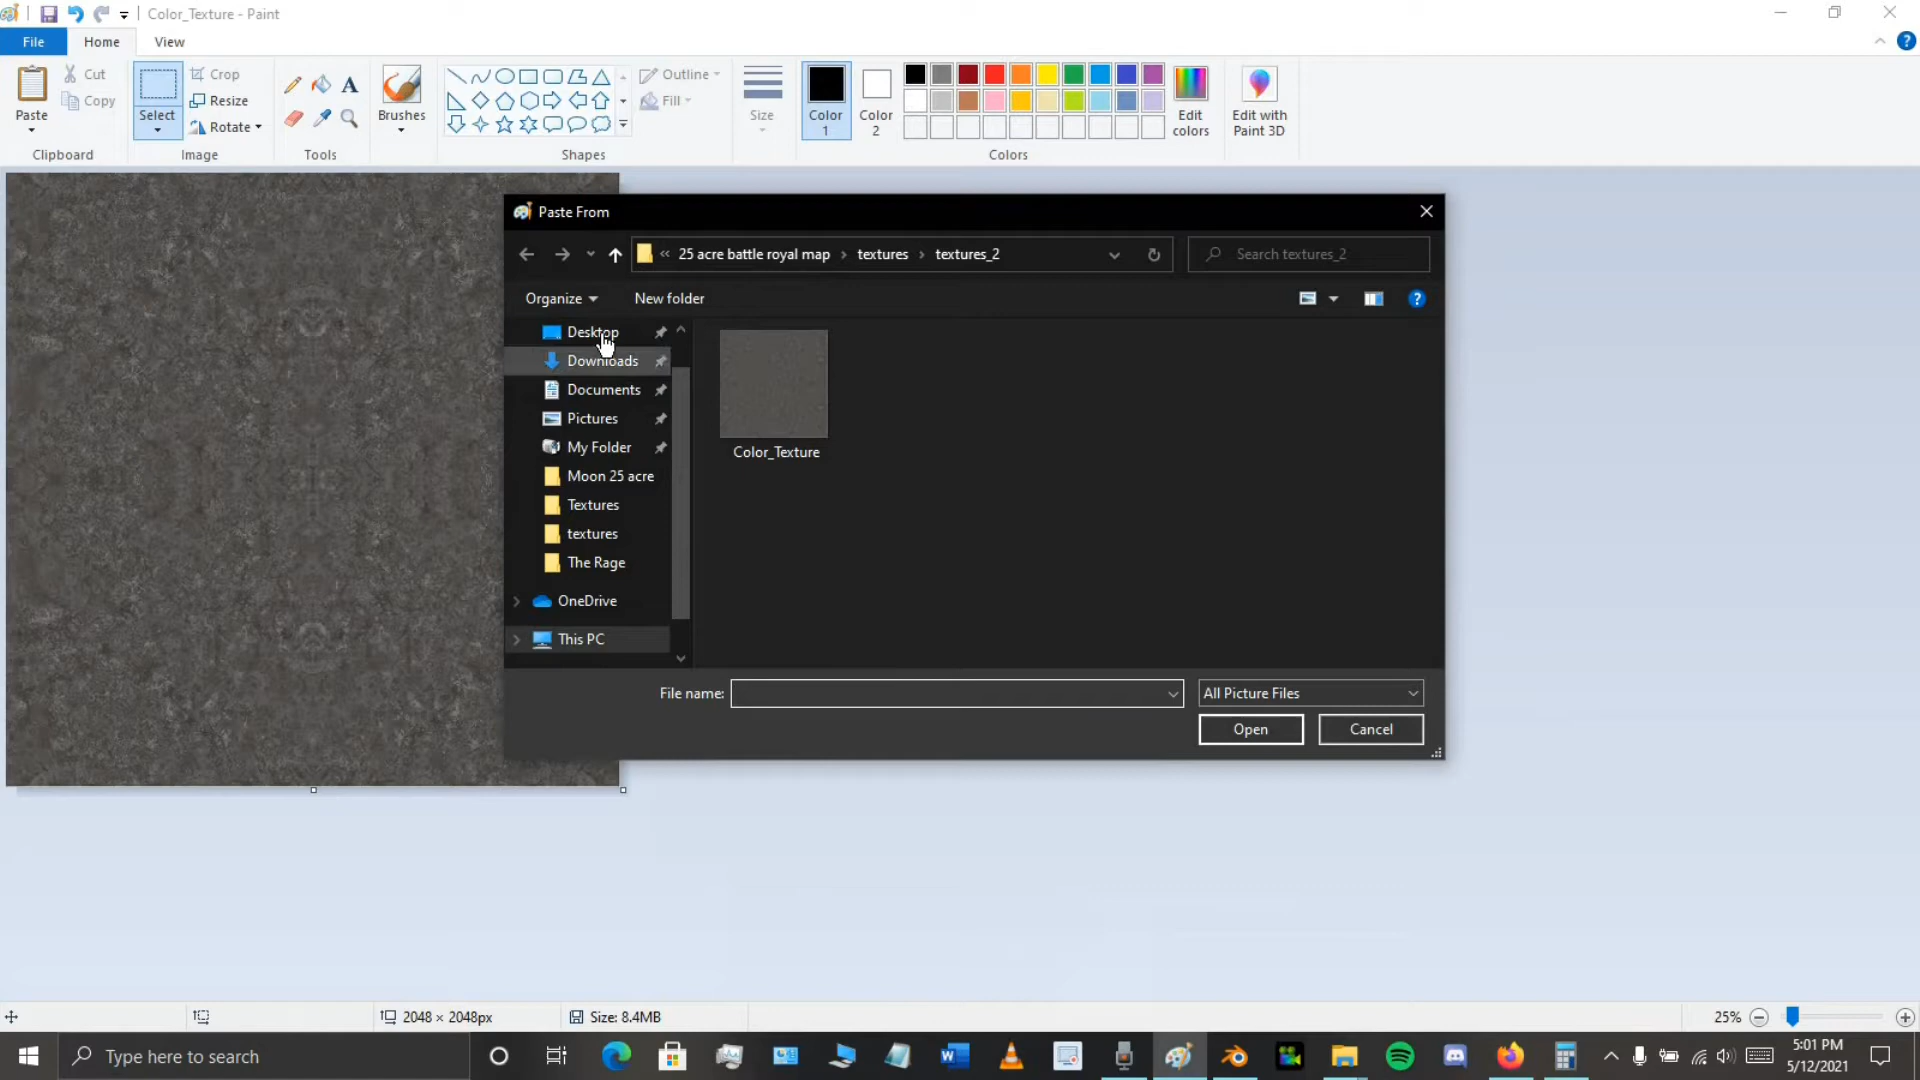 Color_Texture - Paint
File
Home
View
Paste
Cut
Copy
Clipboard
Select
Crop
Resize
Rotate
Image
A
Tools
Brushes
Shapes
Outline
Fill
Size
Color
1
Color
2
Edit
colors
Colors
Edit with
Paint 3D
Paste From
« 25 acre battle royal map › textures › textures_2
Search textures_2
Organize
New folder
Desktop
Downloads
Documents
Pictures
My Folder
Moon 25 acre
Textures
textures
The Rage
OneDrive
This PC
Color_Texture
File name:
All Picture Files
Open
Cancel
2048 × 2048px
Size: 8.4MB
25%
Type here to search
5:01 PM
5/12/2021